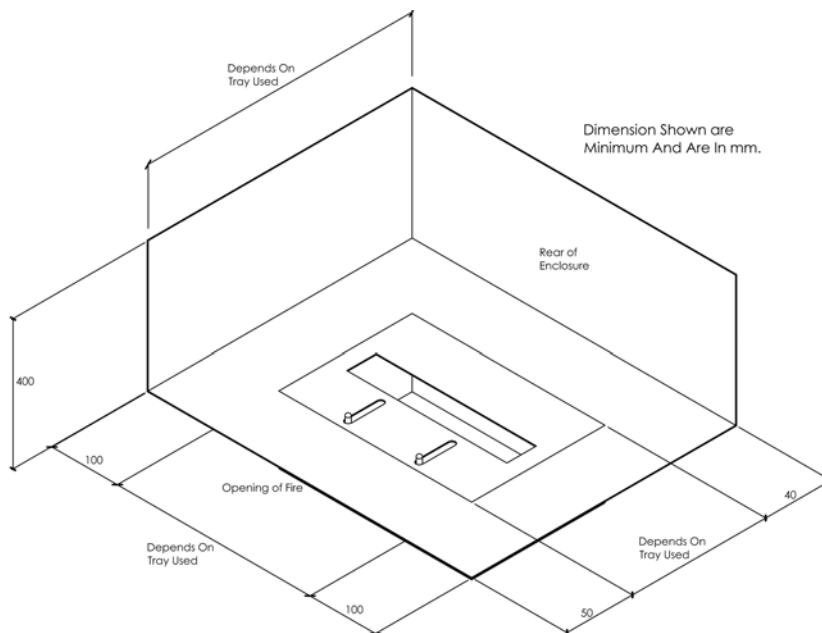 Depends On
Tray Used
Dimension Shown are
Minimum And Are In mm.
Rear of
Enclosure
400
100
Opening of Fire
40
Depends On
Tray Used
Depends On
Tray Used
100
50